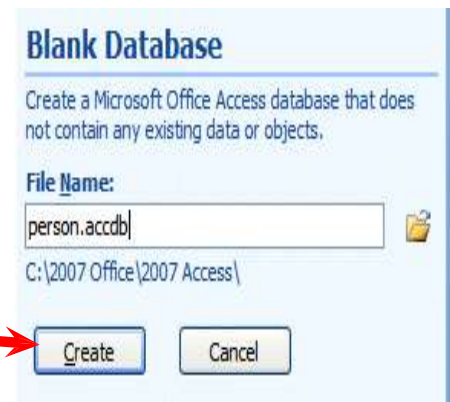 Blank Database
Create a Microsoft Office Access database that does
not contain any existing data or objects.
File Name:
person.accdb
C:\2007 Office\2007 Access\
Create Cancel